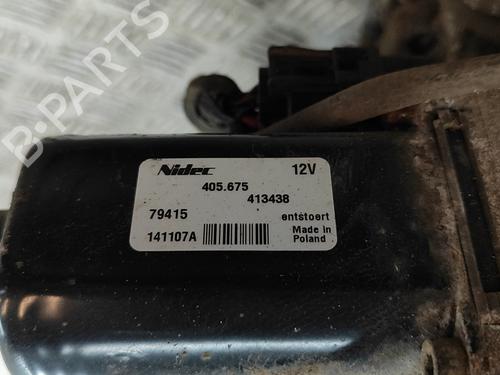 B-PARTS
Nidec 12V
405.675
413438
79415 entstoert
141107A Made in
Poland